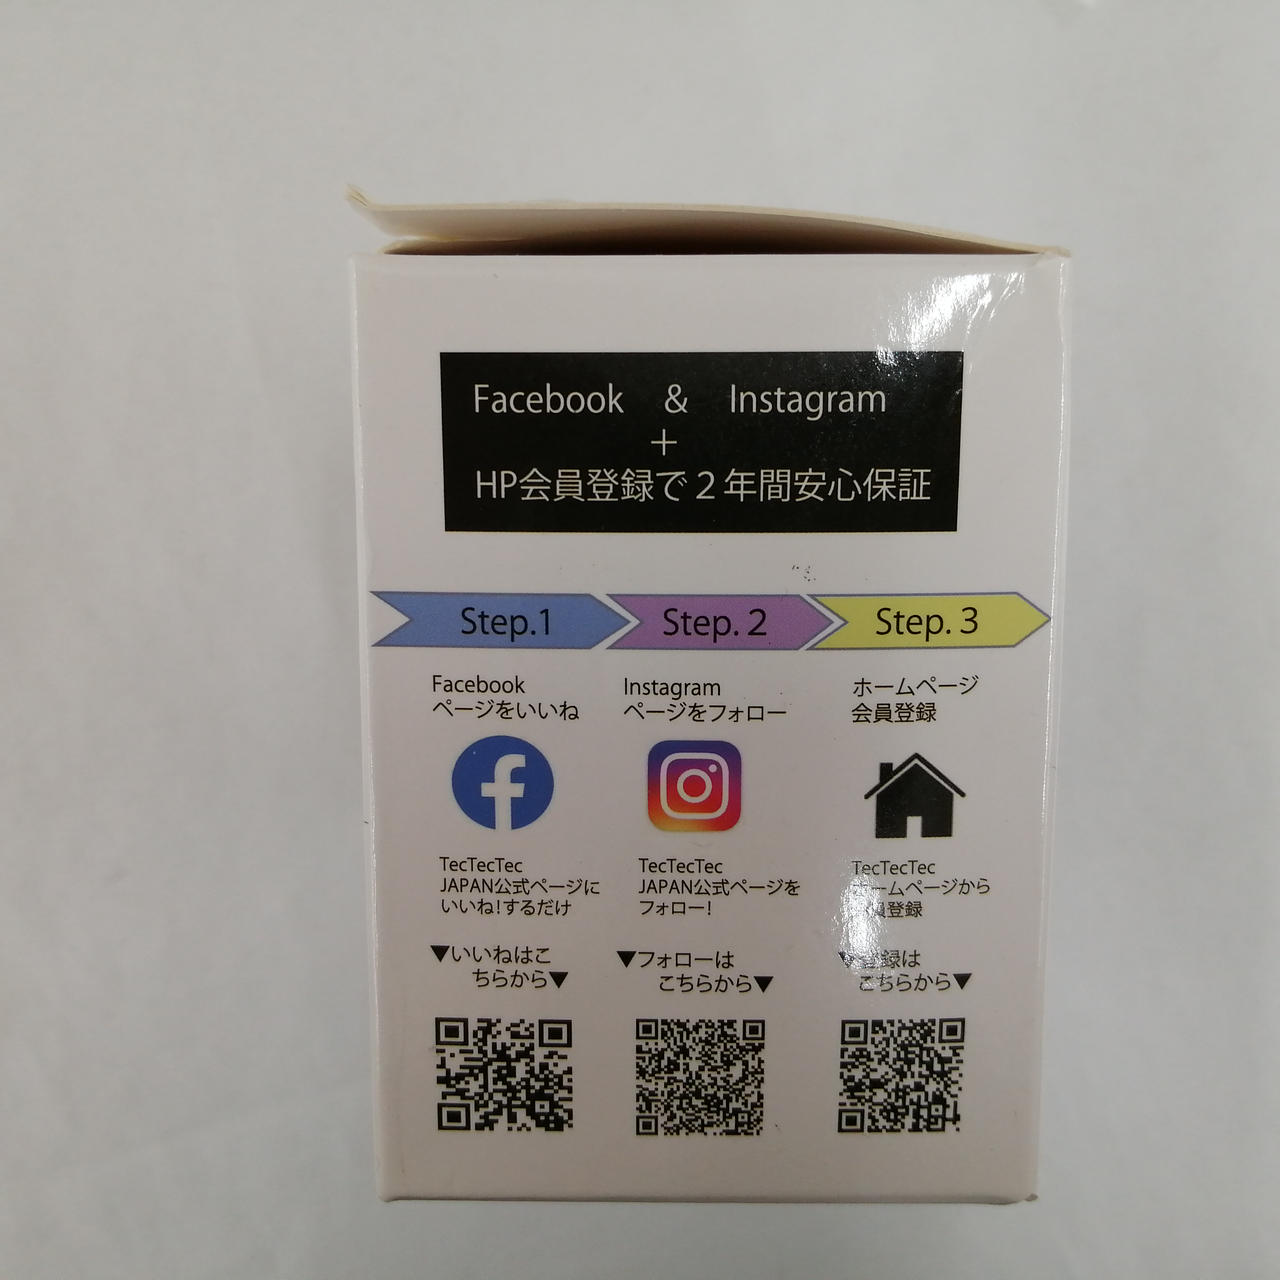 Facebook & Instagram
+
HP会員登録で2年間安心保証
Step.1
Step. 2
Step. 3
Facebook
ページをいいね
Instagram
ページをフォロー
ホームページ
会員登録
TecTecTec
JAPAN公式ページに
いいね!するだけ
TecTecTec
JAPAN公式ページを
フォロー!
TecTecTec
ホームページから
会員登録
▼いいねはこ
ちらから▼
▼フォローは
こちらから▼
▼登録は
こちらから▼